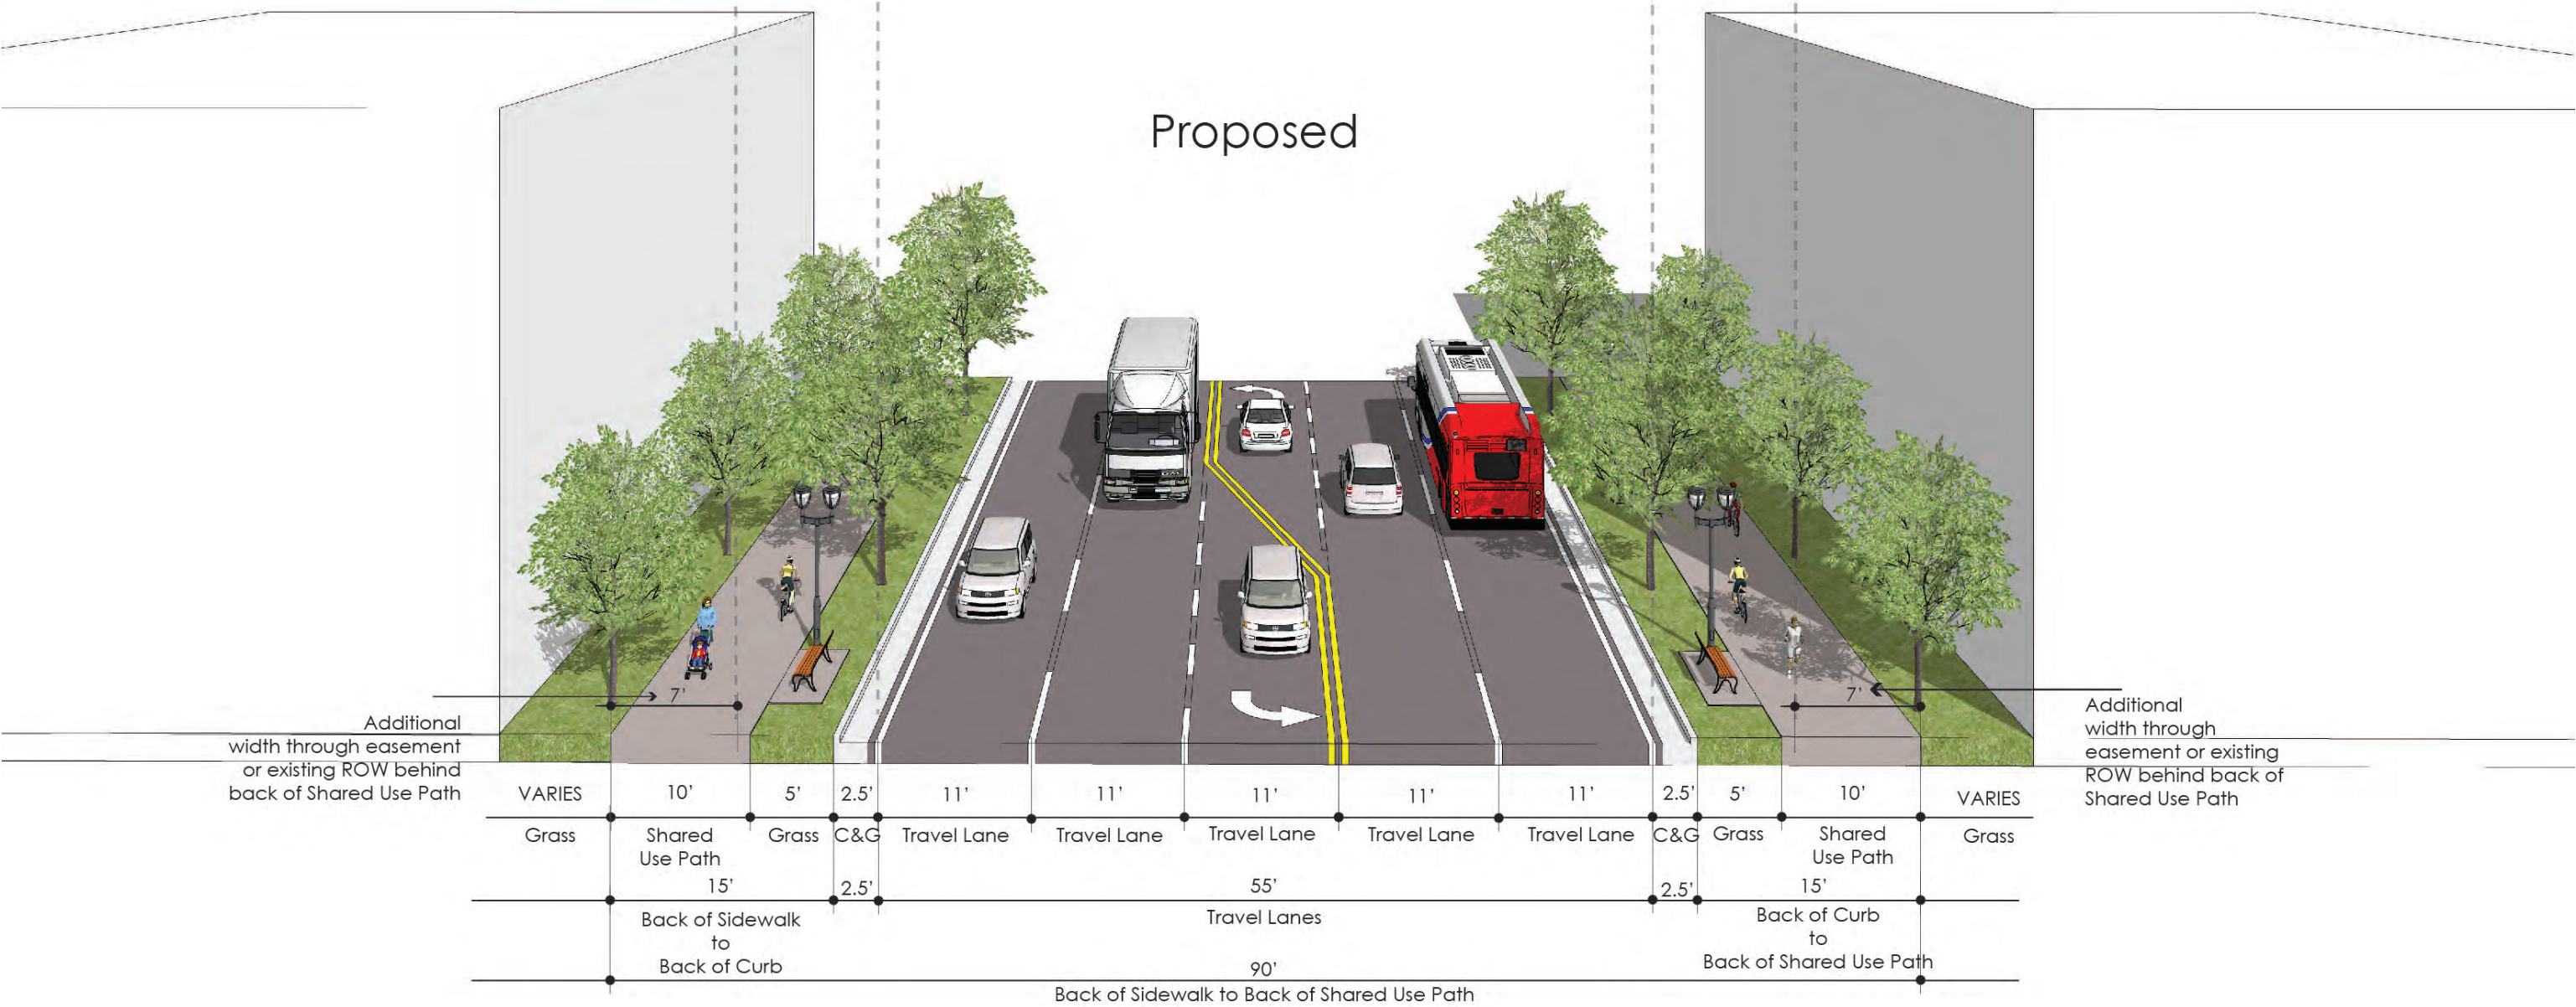 Proposed
7'
7'
Additional
width through easement
or existing ROW behind
back of Shared Use Path
Additional
width through
easement or existing
ROW behind back of
Shared Use Path
VARIES 10' 5' 2.5' 11' 11' 11' 11' 11' 2.5' 5' 10' VARIES
Grass Shared Grass C&G Travel Lane Travel Lane Travel Lane Travel Lane Travel Lane C&G Grass Shared Grass
Use Path Use Path
15' 2.5' 55' 2.5' 15'
Back of Sidewalk Travel Lanes Back of Curb
to to
Back of Curb Back of Shared Use Path
90'
Back of Sidewalk to Back of Shared Use Path